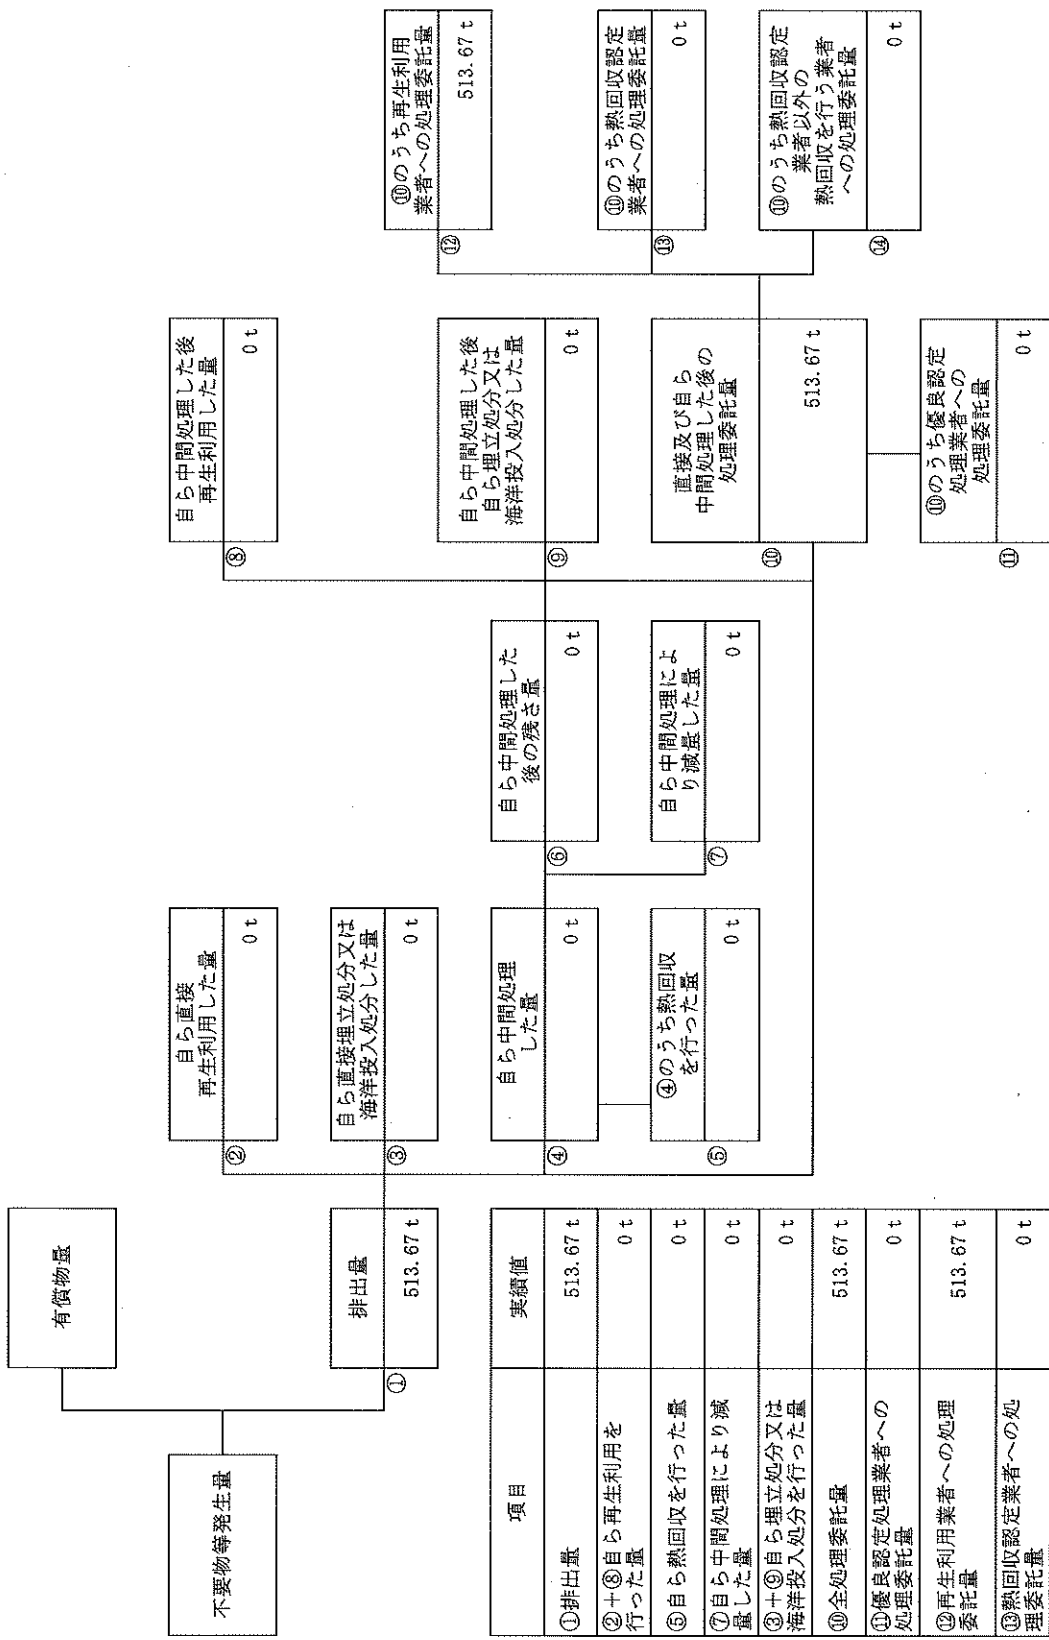 不要物等発生量
有償物量
①
排出量
513.67 t
②
自ら直接
再生利用した量
0 t
③
自ら直接埋立処分又は
海洋投入処分した量
0 t
④
自ら中間処理
した量
0 t
⑤
④のうち熱回収
を行った量
0 t
⑥
自ら中間処理した
後の残さ量
0 t
⑦
自ら中間処理によ
り減量した量
0 t
⑧
自ら中間処理した後
再生利用した量
0 t
⑨
自ら中間処理した後
自ら埋立処分又は
海洋投入処分した量
0 t
⑩
直接及び自ら
中間処理した後の
処理委託量
513.67 t
⑪
⑩のうち優良認定
処理業者への
処理委託量
0 t
⑫
⑩のうち再生利用
業者への処理委託量
513.67 t
⑬
⑩のうち熱回収認定
業者への処理委託量
0 t
⑭
⑩のうち熱回収認定
業者以外の
熱回収を行う業者
への処理委託量
0 t
項目 実績値
①排出量 513.67 t
②+⑧自ら再生利用を
行った量 0 t
⑤自ら熱回収を行った量 0 t
⑦自ら中間処理により減
量した量 0 t
③+⑨自ら埋立処分又は
海洋投入処分を行った量 0 t
⑩全処理委託量 513.67 t
⑪優良認定処理業者への
処理委託量 0 t
⑫再生利用業者への処理
委託量 513.67 t
⑬熱回収認定業者への処
理委託量 0 t